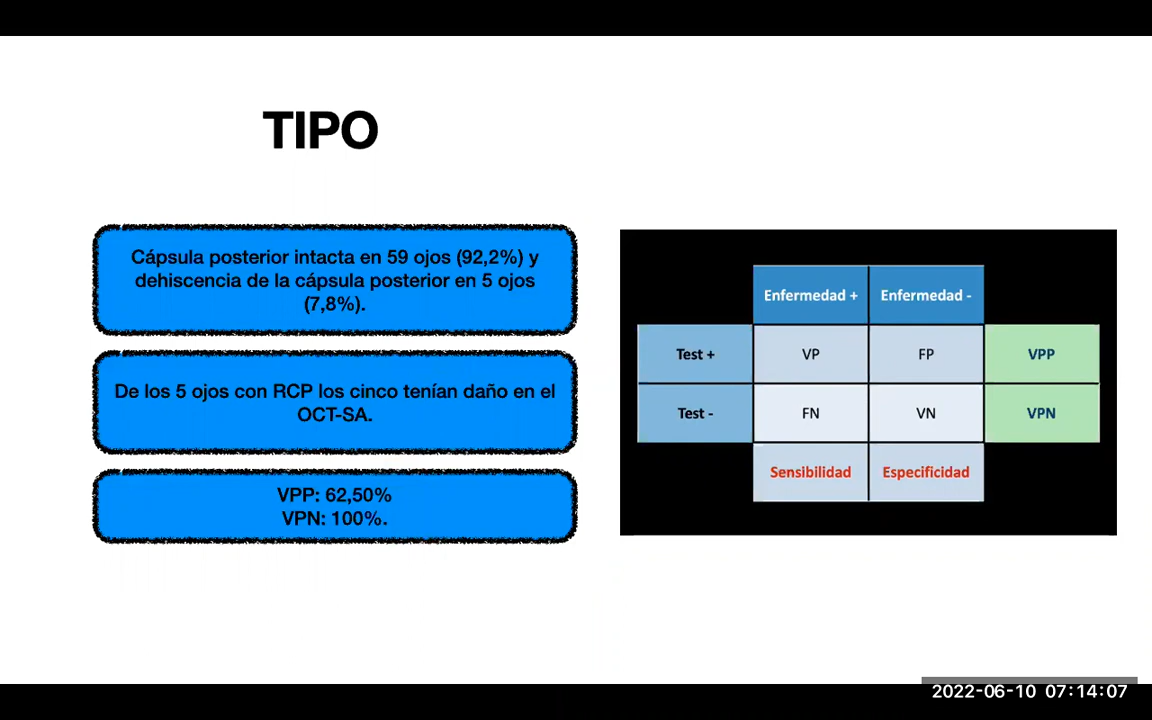 TIPO
Cápsula posterior intacta en 59 ojos (92,2%) y
dehiscencia de la cápsula posterior en 5 ojos
(7,8%).
De los 5 ojos con RCP los cinco tenían daño en el
OCT-SA.
VPP: 62,50%
VPN: 100%.
Enfermedad + Enfermedad -
Test + VP FP VPP
Test - FN VN VPN
Sensibilidad Especificidad
2022-06-10 07:14:07